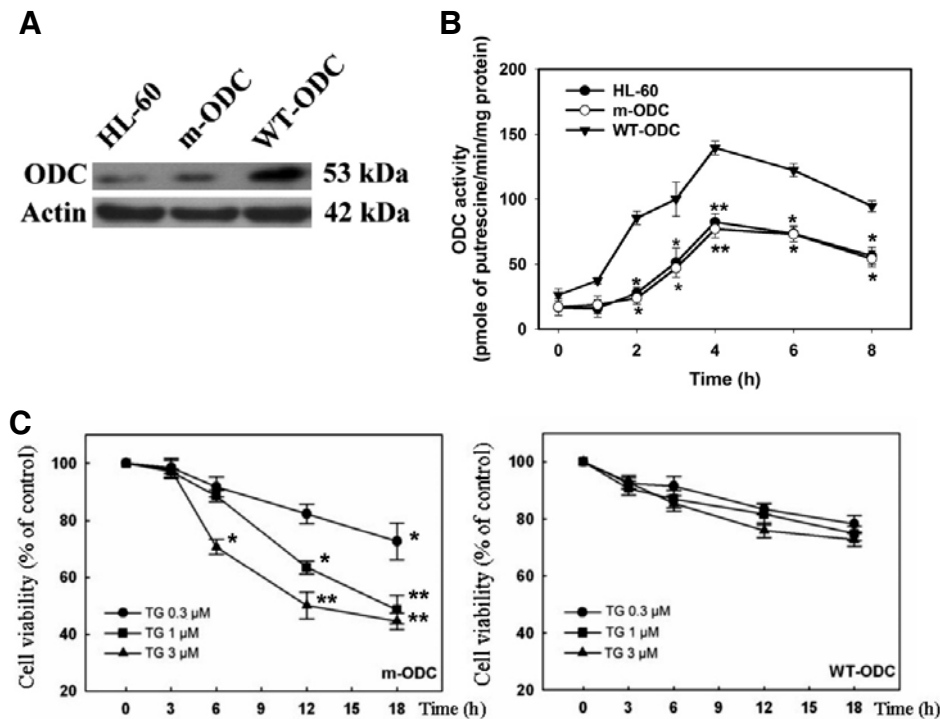 A
HL-60
m-ODC
WT-ODC
ODC
53 kDa
Actin
42 kDa
B
200
150
100
50
0
ODC activity
(pmole of putrescine/min/mg protein)
HL-60
m-ODC
WT-ODC
**
*
*
*
*
*
*
**
*
*
0 2 4 6 8
Time (h)
C
100
80
60
40
20
Cell viability (% of control)
*
*
*
**
**
**
TG 0.3 μM
TG 1 μM
TG 3 μM
m-ODC
0 3 6 9 12 15 18 Time (h)
100
80
60
40
20
Cell viability (% of control)
TG 0.3 μM
TG 1 μM
TG 3 μM
WT-ODC
0 3 6 9 12 15 18 Time (h)